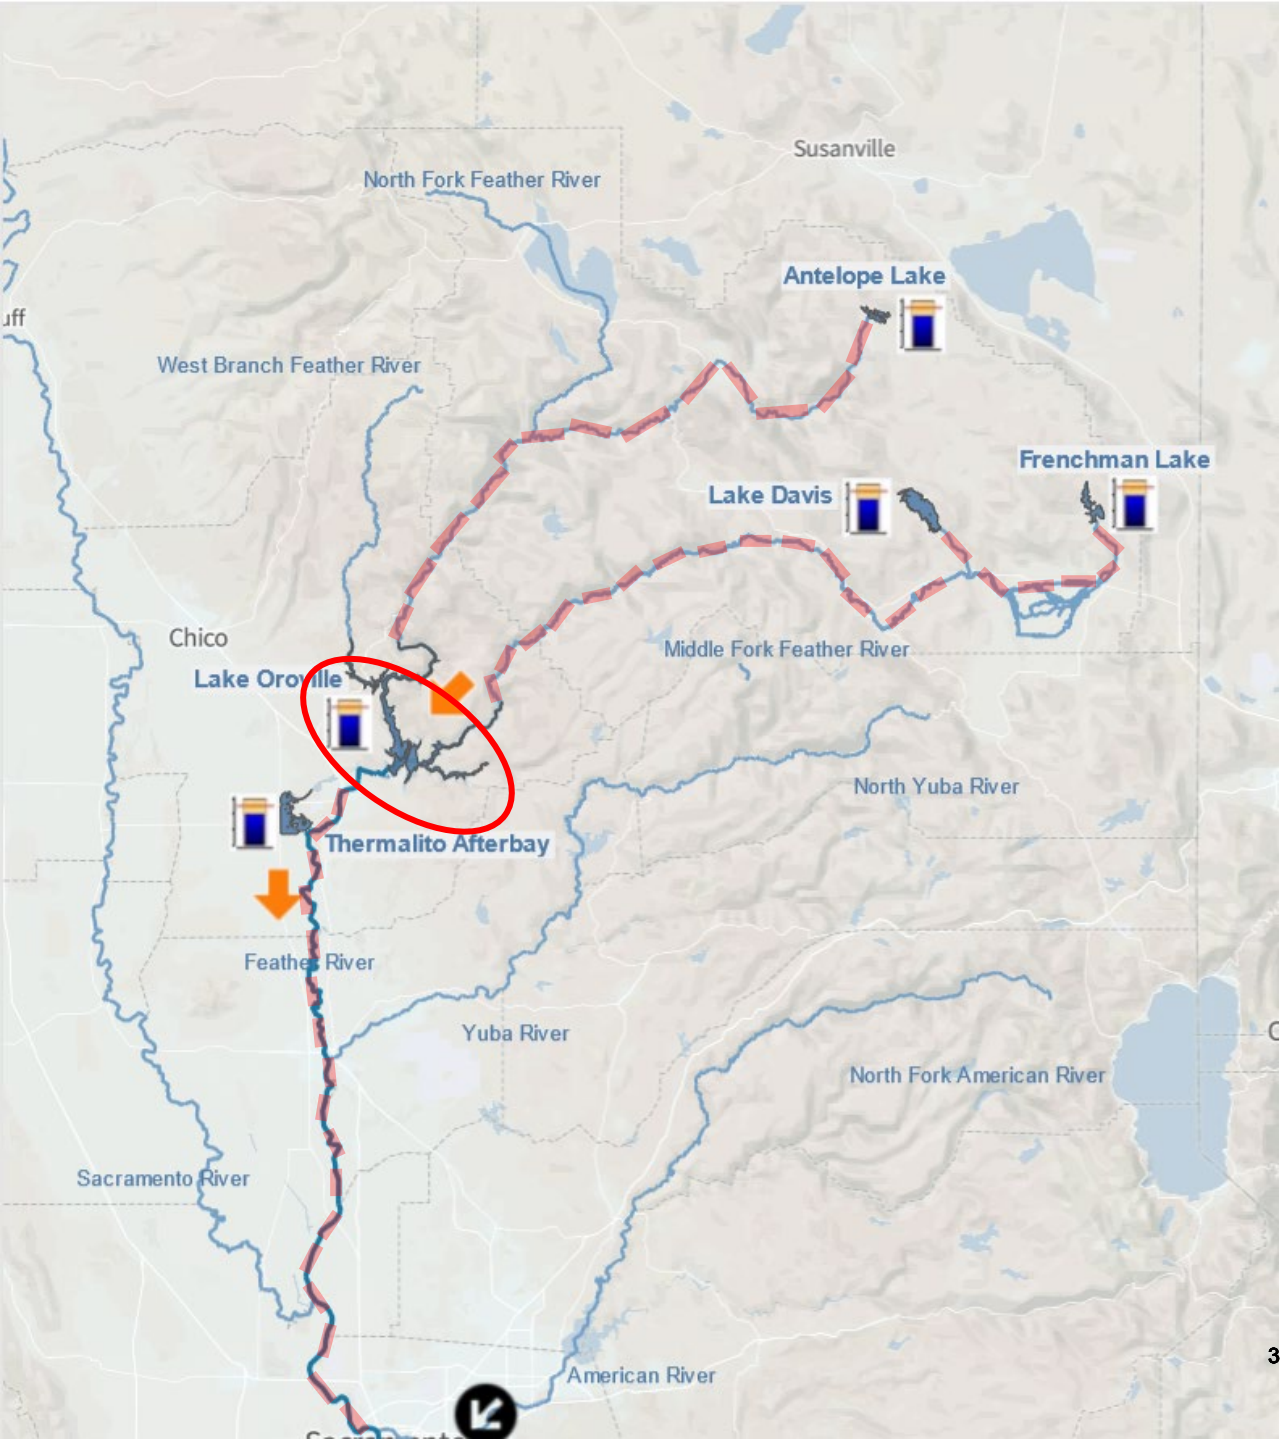 Susanville
North Fork Feather River
Antelope Lake
uff
West Branch Feather River
Frenchman Lake
Lake Davis
Chico
Middle Fork Feather River
Lake Oroville
North Yuba River
Thermalito Afterbay
Feather River
Yuba River
North Fork American River
Sacramento River
3
American River
Sacramento